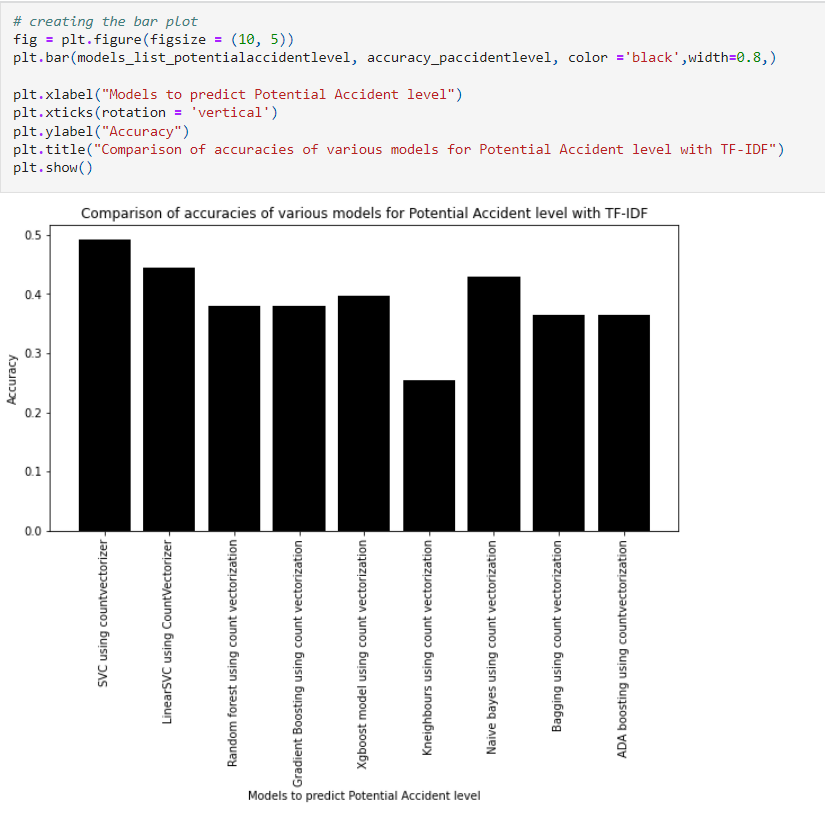 # creating the bar plot
fig = plt.figure(figsize = (10, 5))
plt.bar(models_list_potentialaccidentlevel, accuracy_paccidentlevel, color ='black',width=0.8,)
plt.xlabel("Models to predict Potential Accident level")
plt.xticks(rotation = 'vertical')
plt.ylabel("Accuracy")
plt.title("Comparison of accuracies of various models for Potential Accident level with TF-IDF")
plt.show()
Comparison of accuracies of various models for Potential Accident level with TF-IDF
Accuracy
0.5
0.4
0.3
0.2
0.1
0.0
SVC using countvectorizer
LinearSVC using CountVectorizer
Random forest using count vectorization
Gradient Boosting using count vectorization
Xgboost model using count vectorization
Kneighbours using count vectorization
Naive bayes using count vectorization
Bagging using count vectorization
ADA boosting using countvectorization
Models to predict Potential Accident level